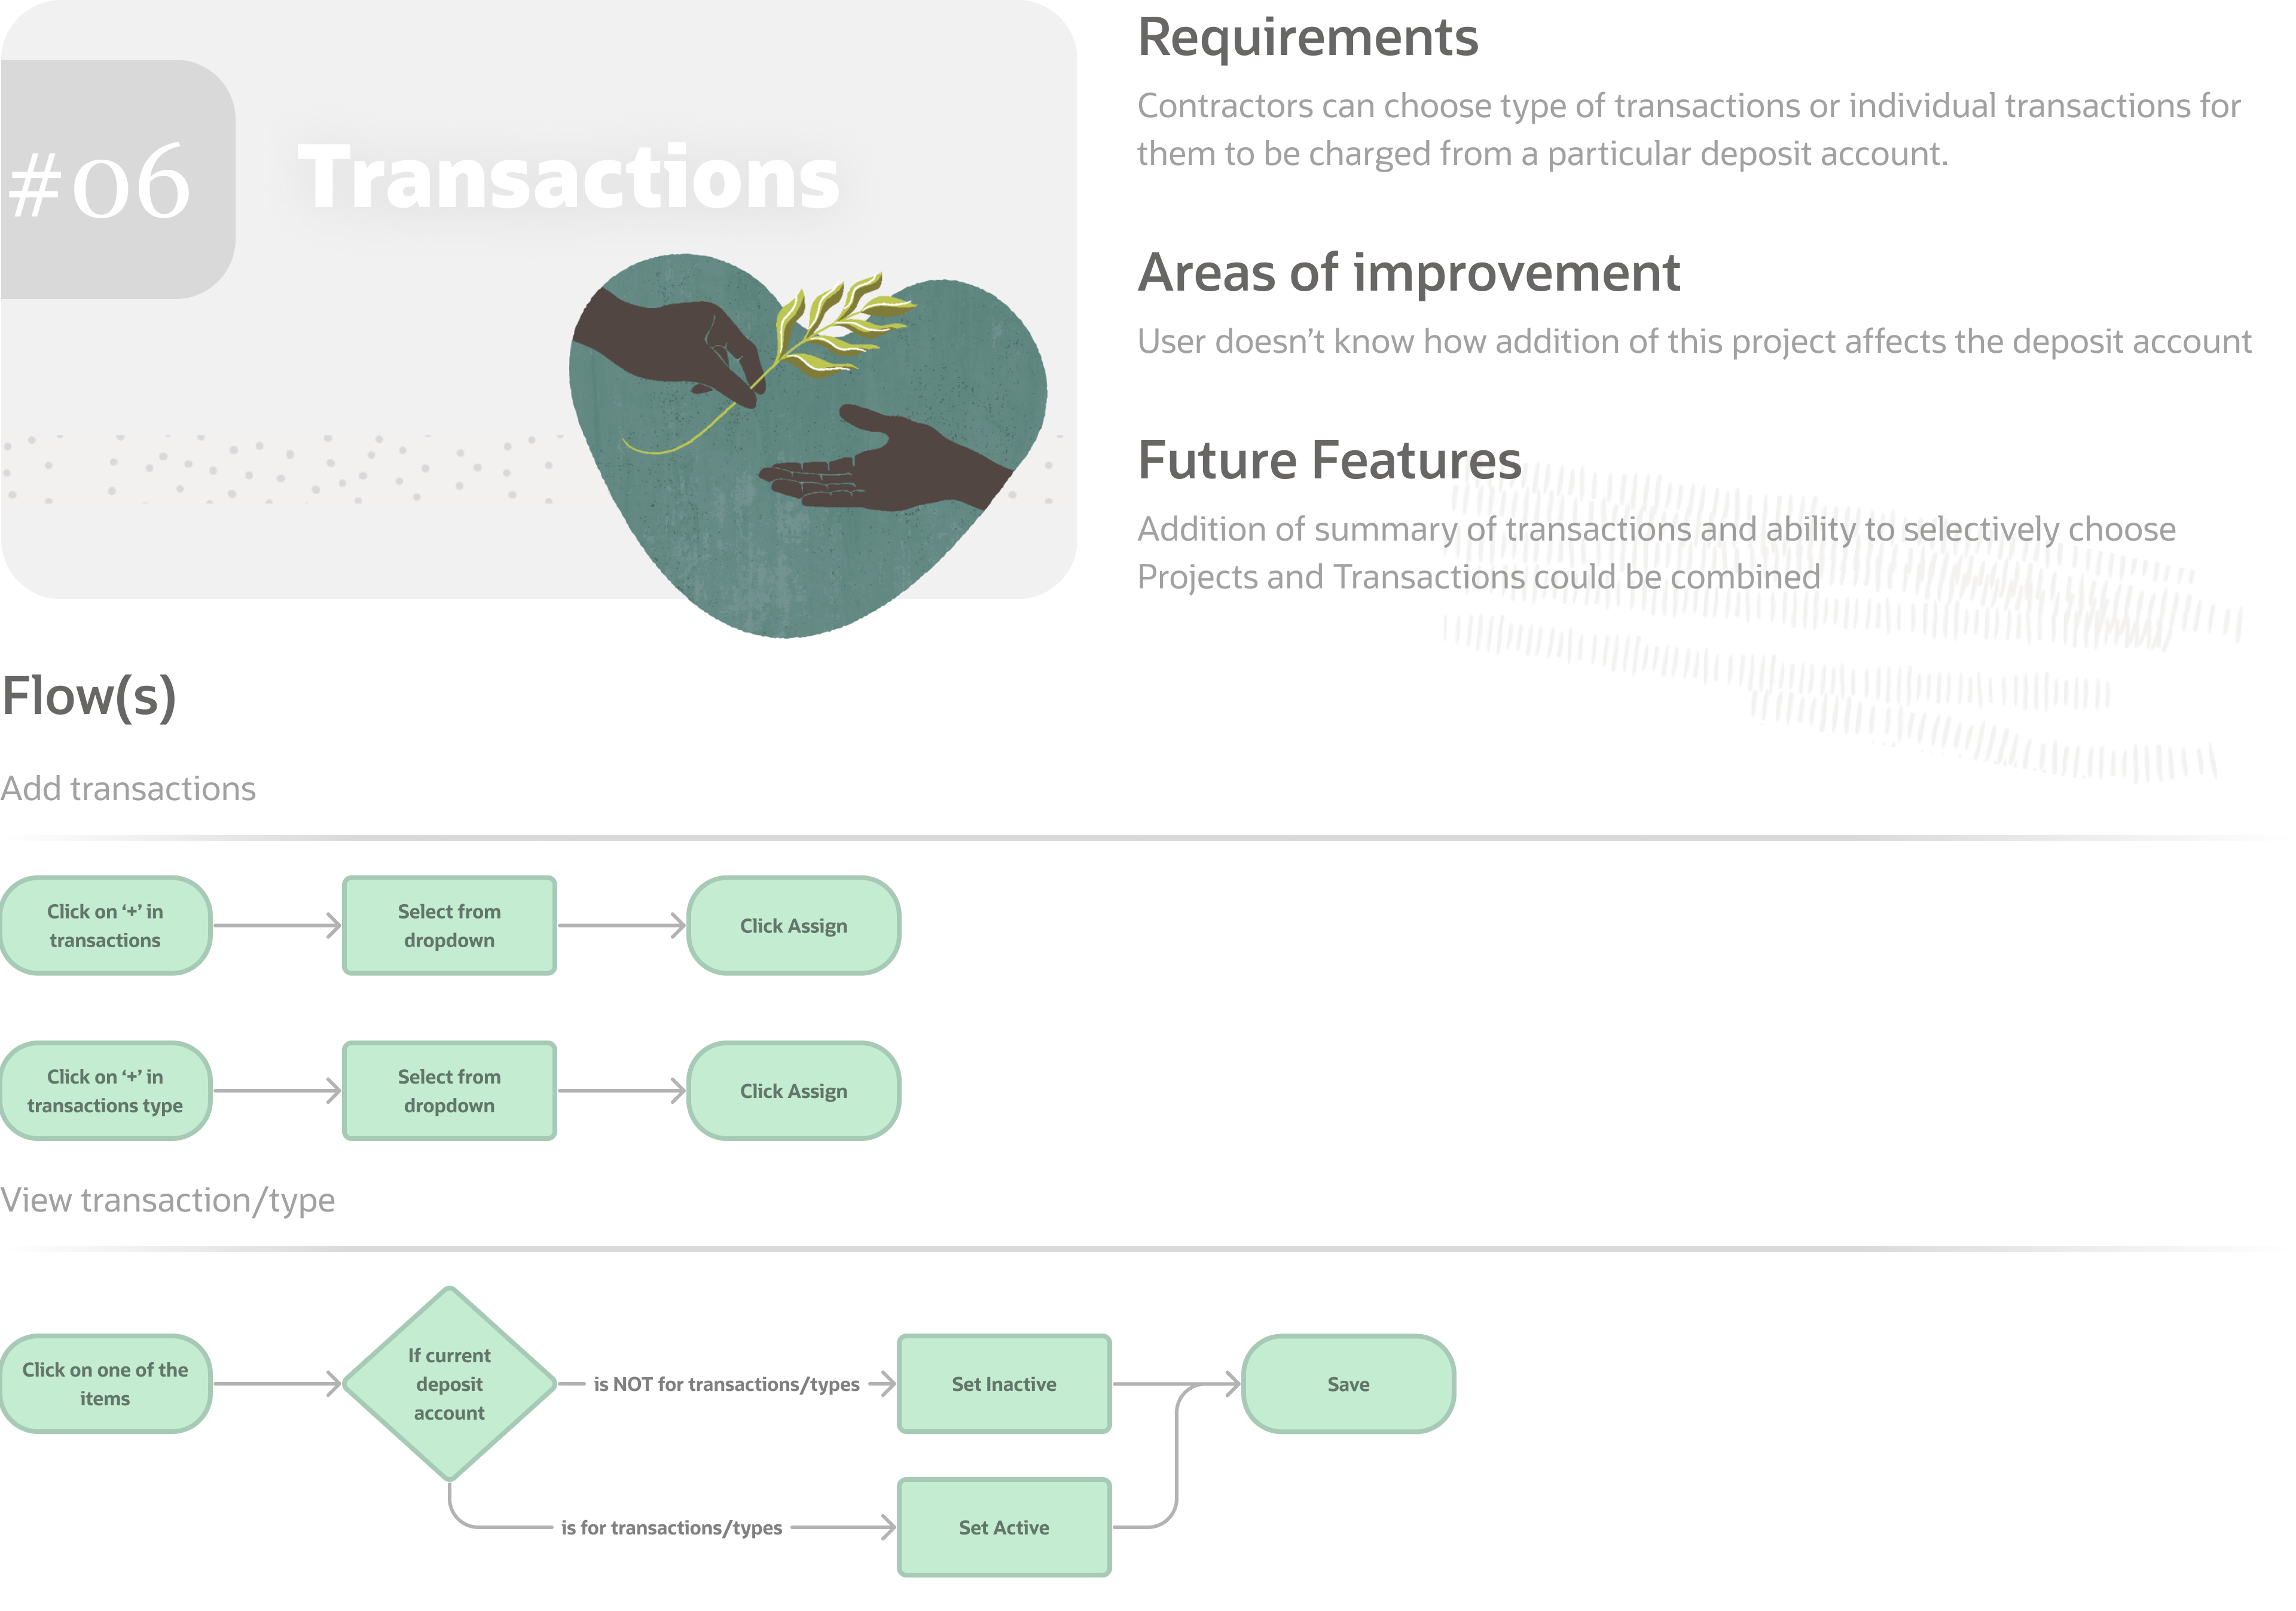 #06
Transactions
Requirements
Contractors can choose type of transactions or individual transactions for
them to be charged from a particular deposit account.
Areas of improvement
User doesn’t know how addition of this project affects the deposit account
Future Features
Addition of summary of transactions and ability to selectively choose
Projects and Transactions could be combined
Flow(s)
Add transactions
Click on ‘+’ in
transactions
Select from
dropdown
Click Assign
Click on ‘+’ in
transactions type
Select from
dropdown
Click Assign
View transaction/type
Click on one of the
items
If current
deposit
account
is NOT for transactions/types
Set Inactive
Save
is for transactions/types
Set Active